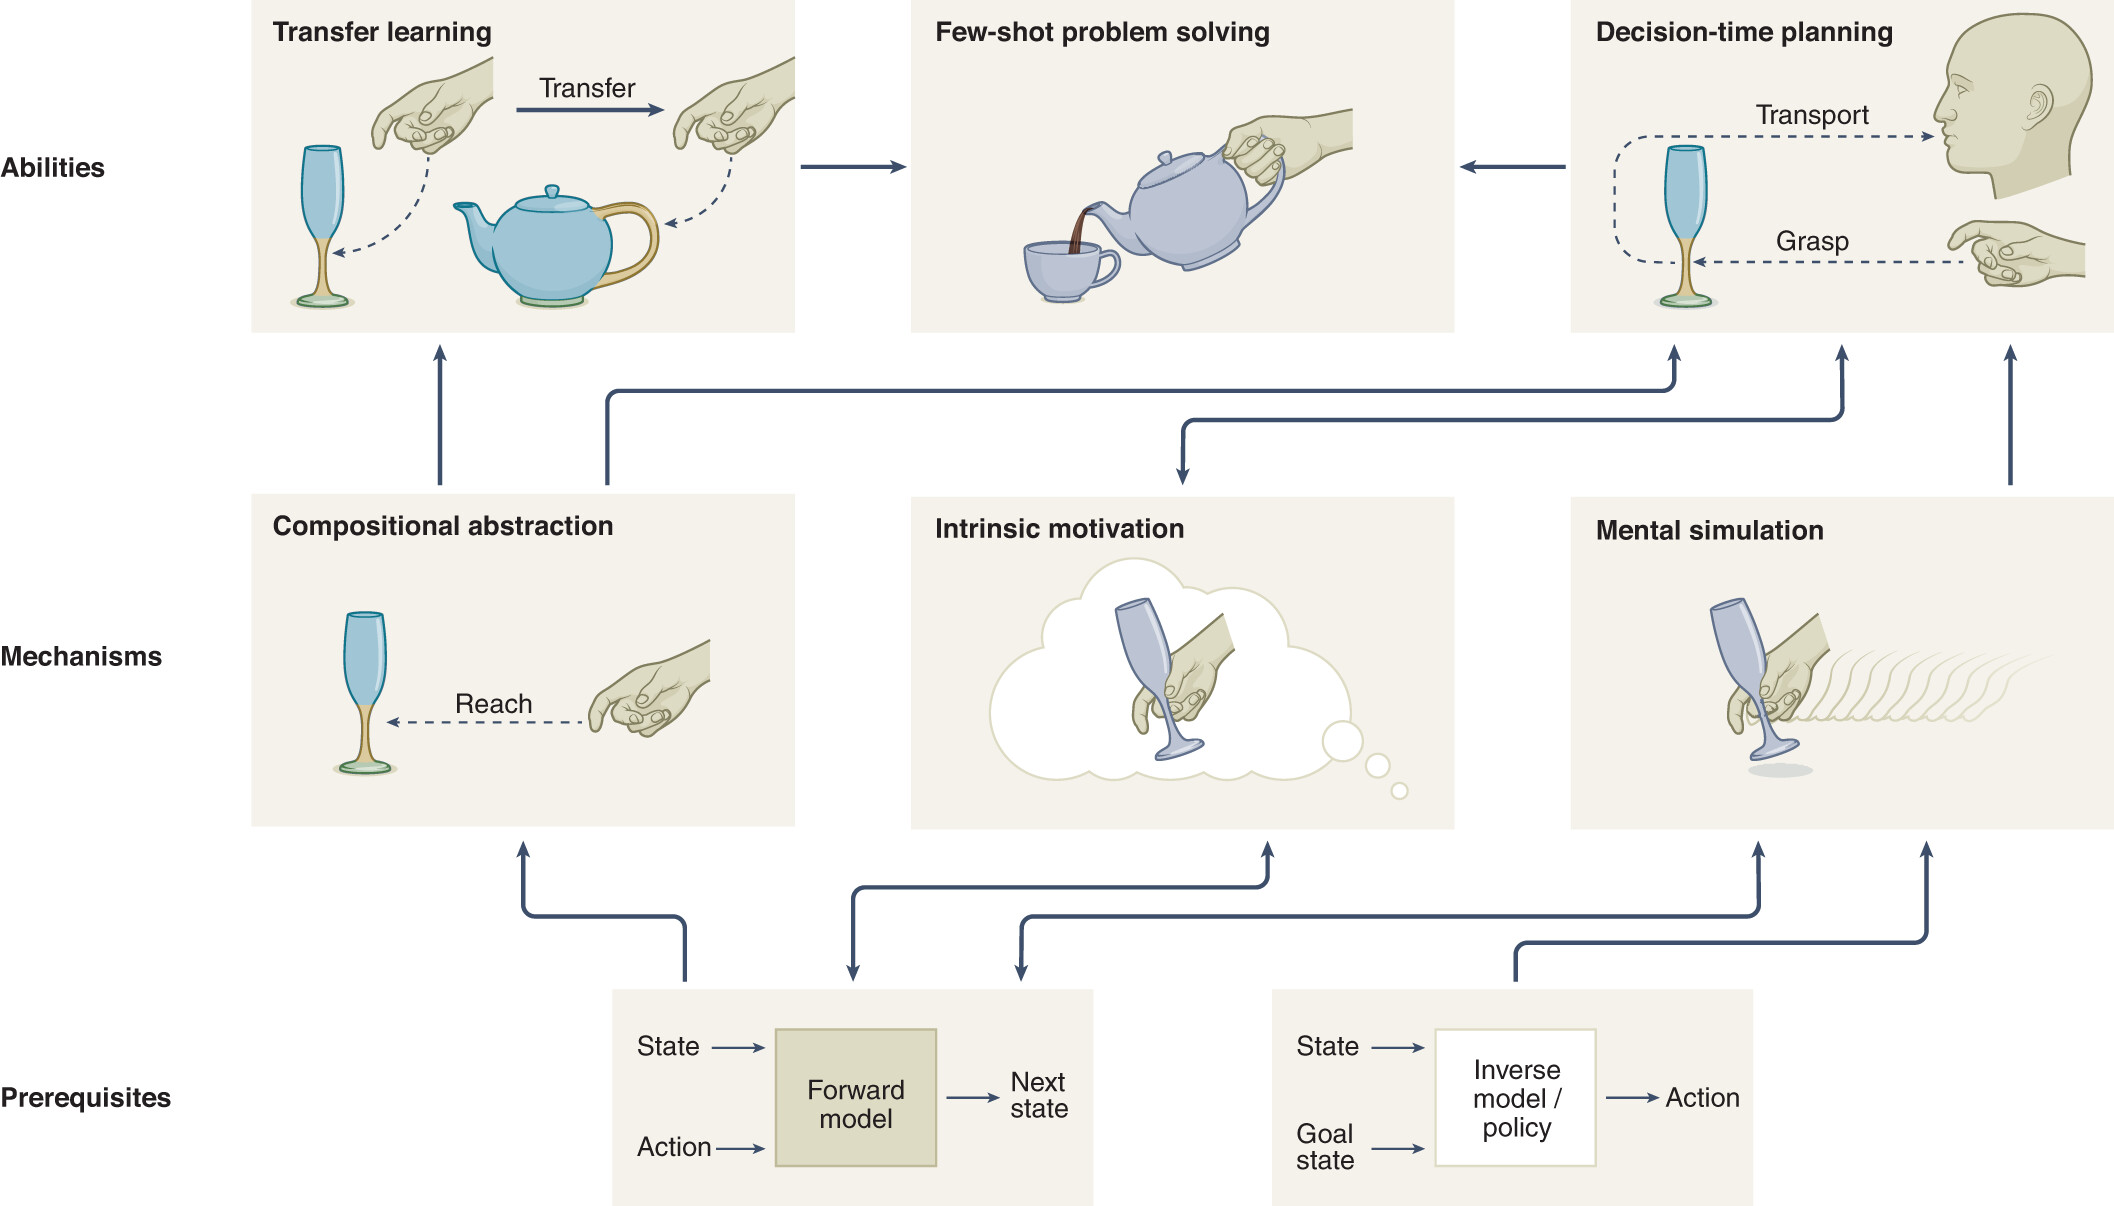 Transfer learning
Few-shot problem solving
Decision-time planning
Transfer
Transport
Abilities
Grasp
Compositional abstraction
Intrinsic motivation
Mental simulation
Mechanisms
Reach
State
Action
Forward
model
Next
state
State
Goal
state
Inverse
model /
policy
Action
Prerequisites